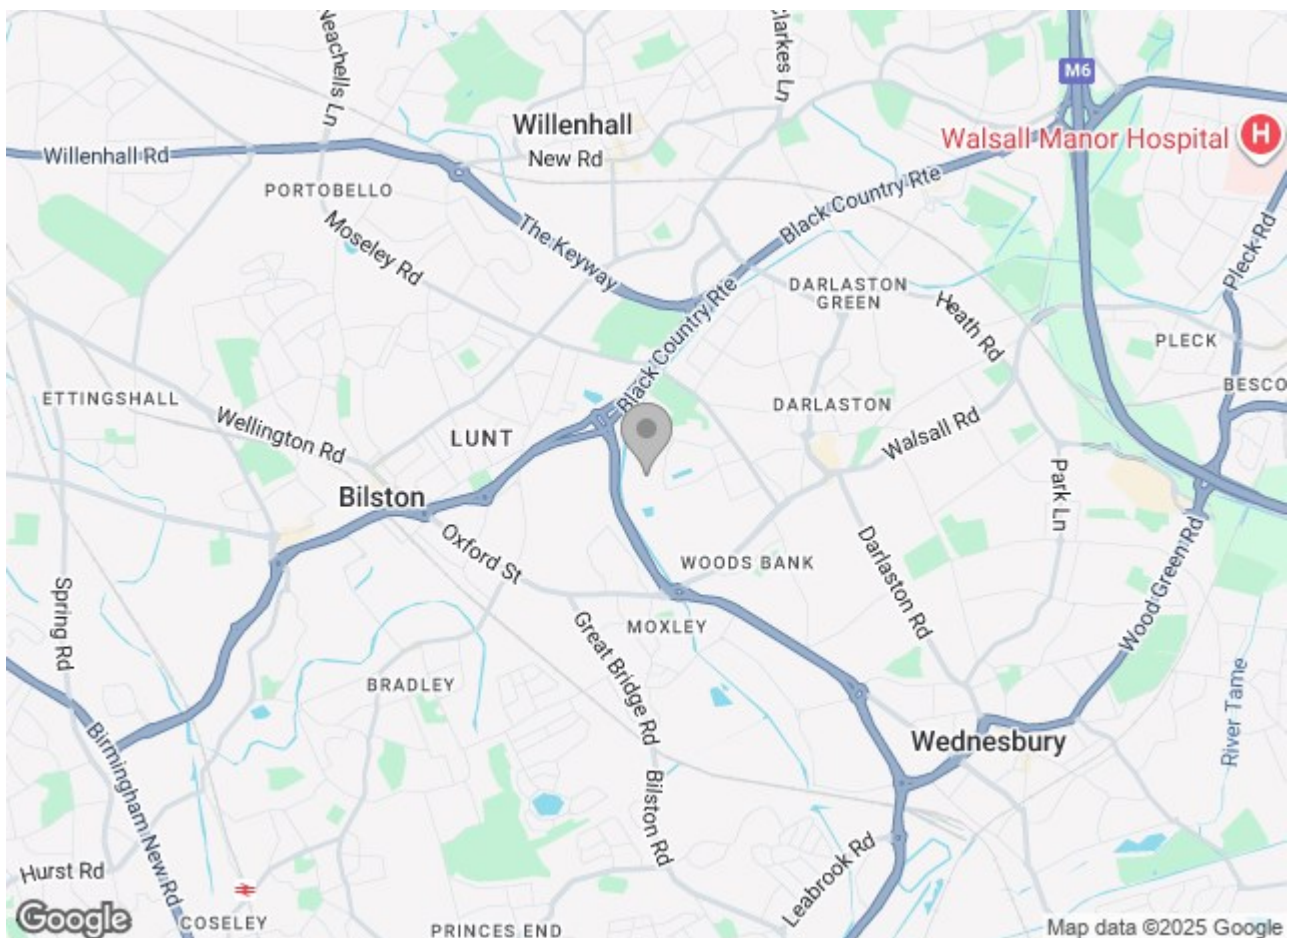 Neachells Ln
Clarkes Ln
M6
Willenhall
New Rd
Walsall Manor Hospital
H
Willenhall Rd
PORTOBELLO
Black Country Rte
Moseley Rd
The Keyway
Pleck Rd
DARLASTON
GREEN
Heath Rd
Black Country Rte
PLECK
BESCO
ETTINGSHALL
Wellington Rd
LUNT
DARLASTON
Walsall Rd
Bilston
Park Ln
Oxford St
WOODS BANK
Darlaston Rd
Wood Green Rd
Spring Rd
MOXLEY
Great Bridge Rd
BRADLEY
River Tame
Wednesbury
Birmingham New Rd
Bilston Rd
Leabrook Rd
Hurst Rd
COSELEY
PRINCES END
Google
Map data ©2025 Google